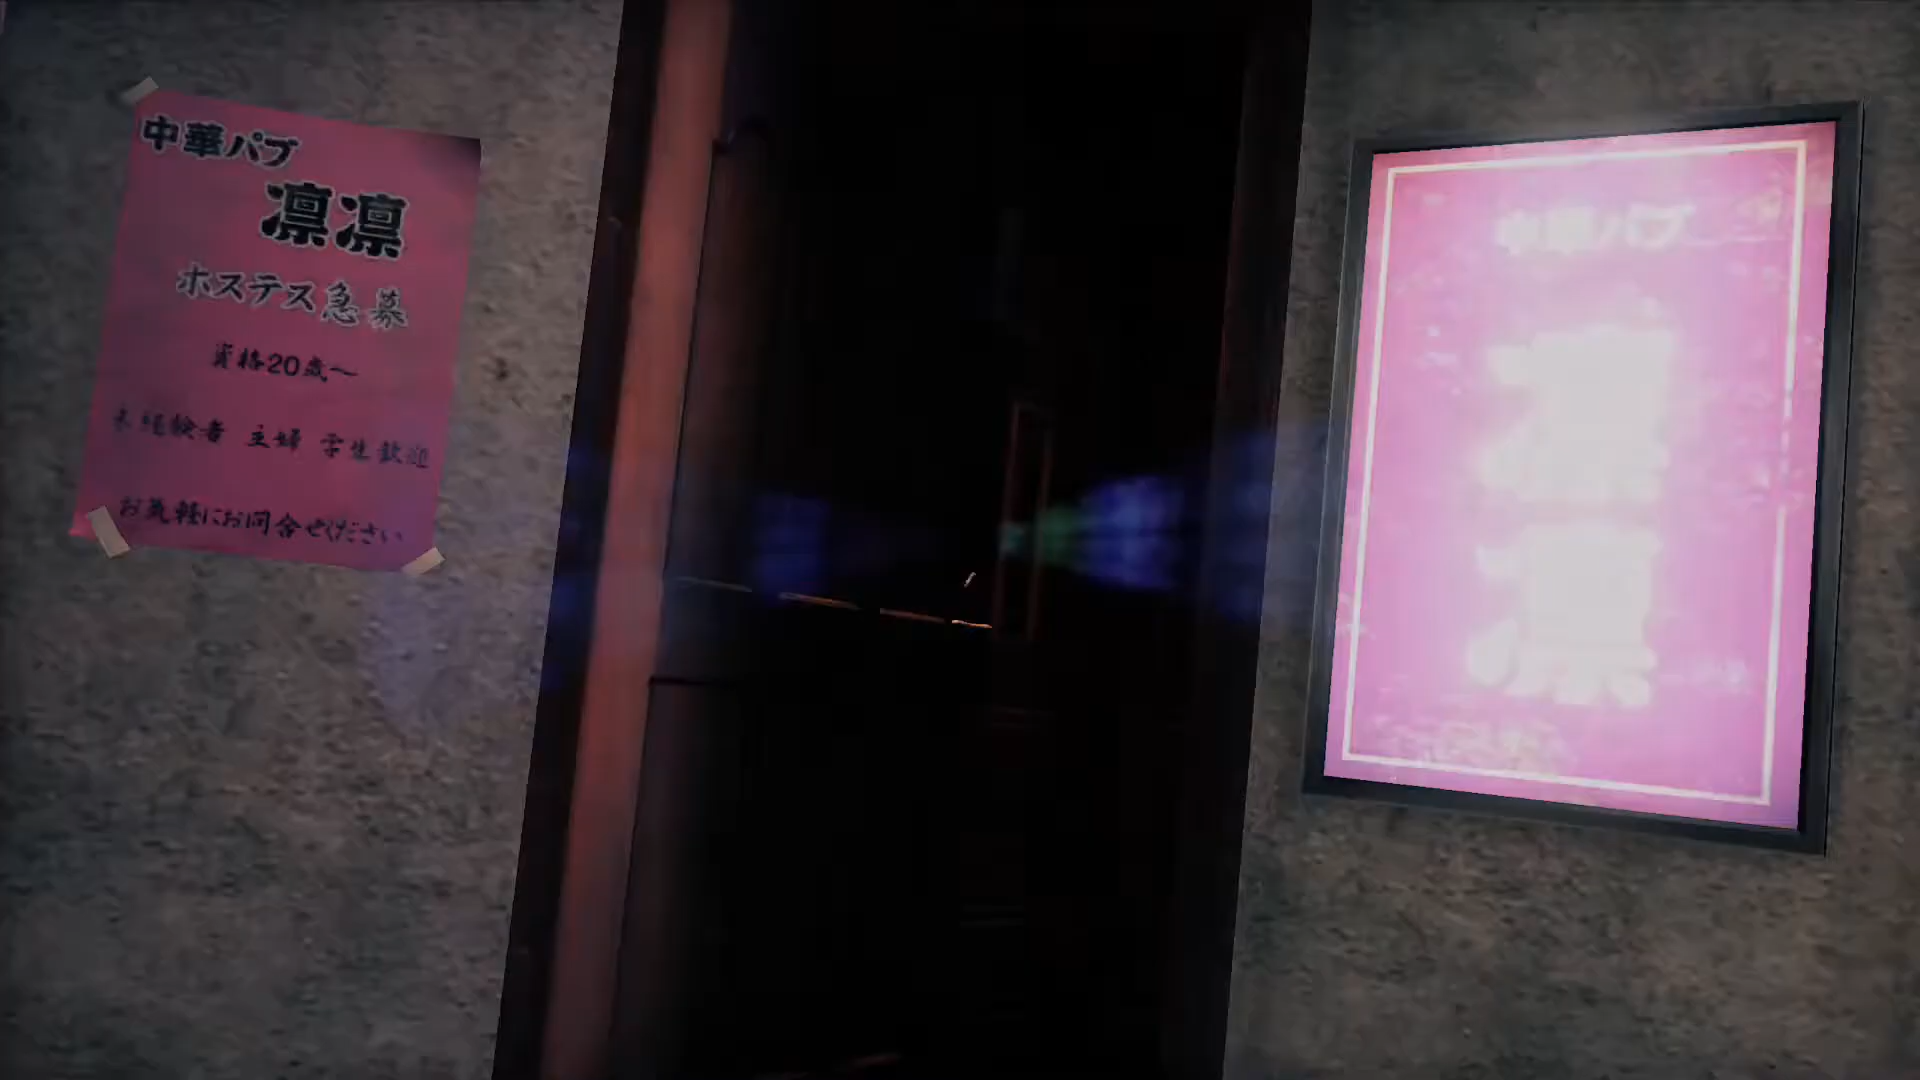 中華パブ
凛凛
ホステス急募
資格20歳～
未経験者 主婦 学生歓迎
お気軽にお問合せください
中華パブ
凛
凛